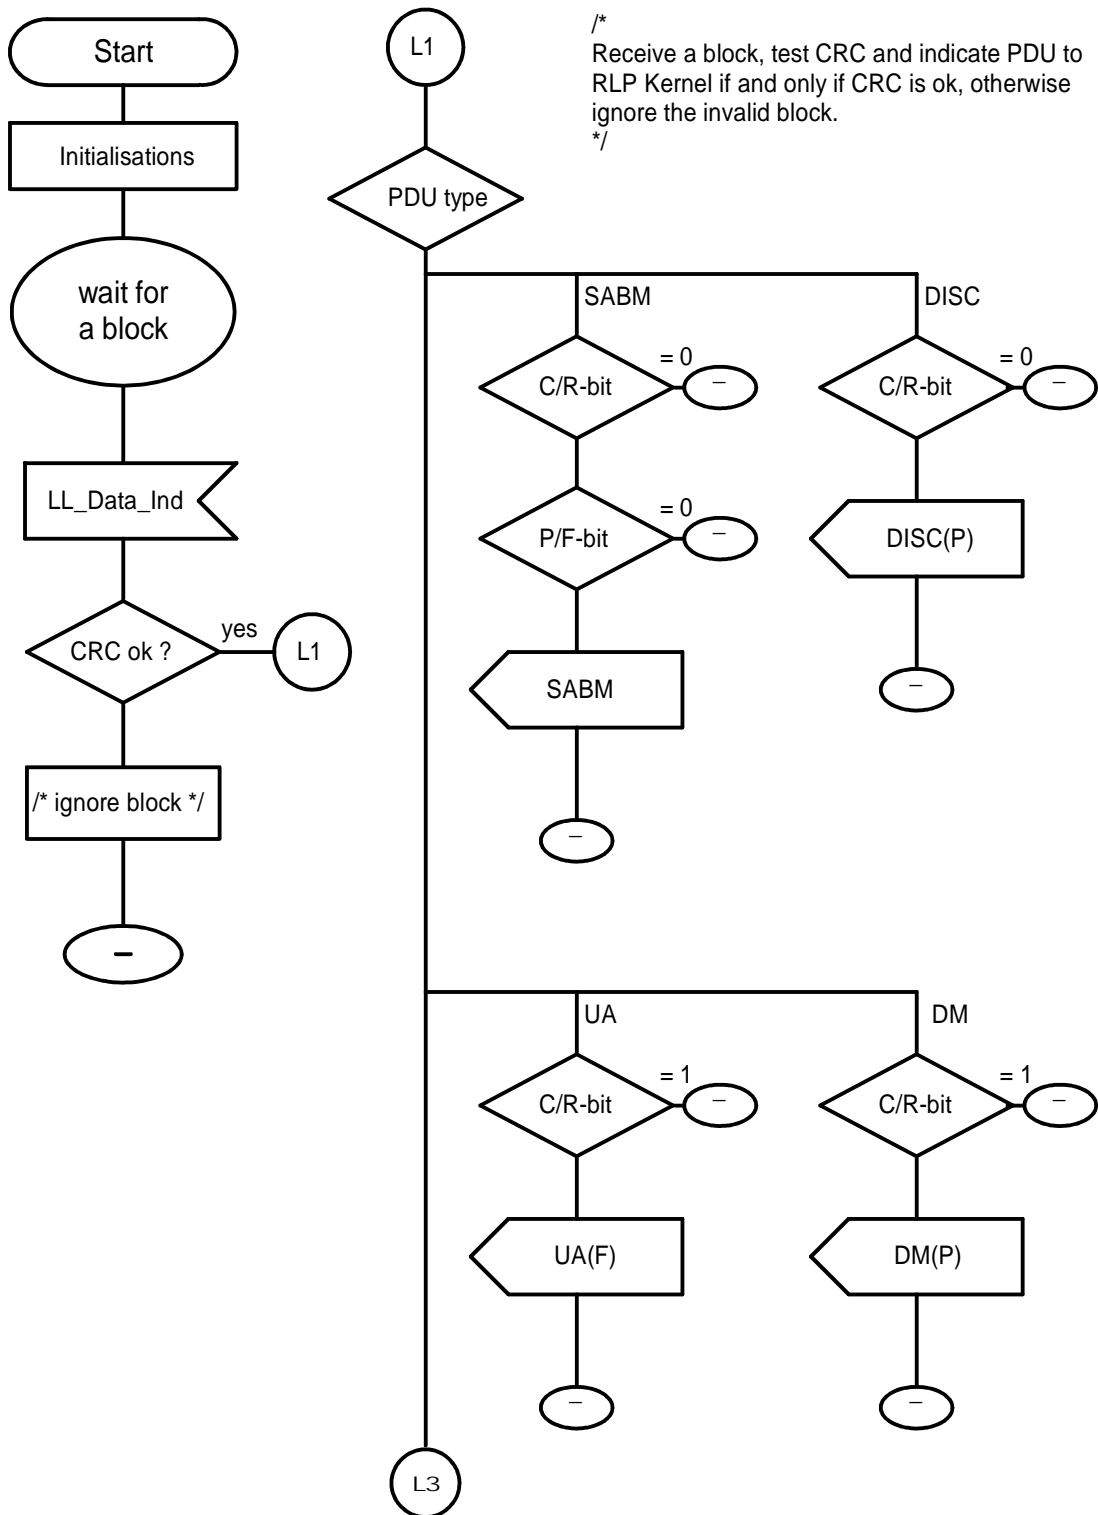 Start
Initialisations
wait for
a block
LL_Data_Ind
CRC ok ?
yes
L1
/* ignore block */
–
L1
/*
Receive a block, test CRC and indicate PDU to
RLP Kernel if and only if CRC is ok, otherwise
ignore the invalid block.
*/
PDU type
SABM
DISC
C/R-bit
= 0
–
C/R-bit
= 0
–
P/F-bit
= 0
–
DISC(P)
SABM
–
–
UA
DM
C/R-bit
= 1
–
C/R-bit
= 1
–
UA(F)
DM(P)
–
–
L3